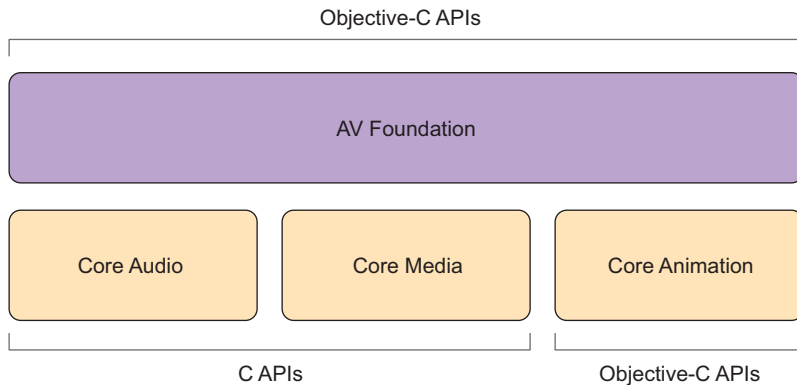 Objective-C APIs
AV Foundation
Core Audio
Core Media
Core Animation
C APIs
Objective-C APIs